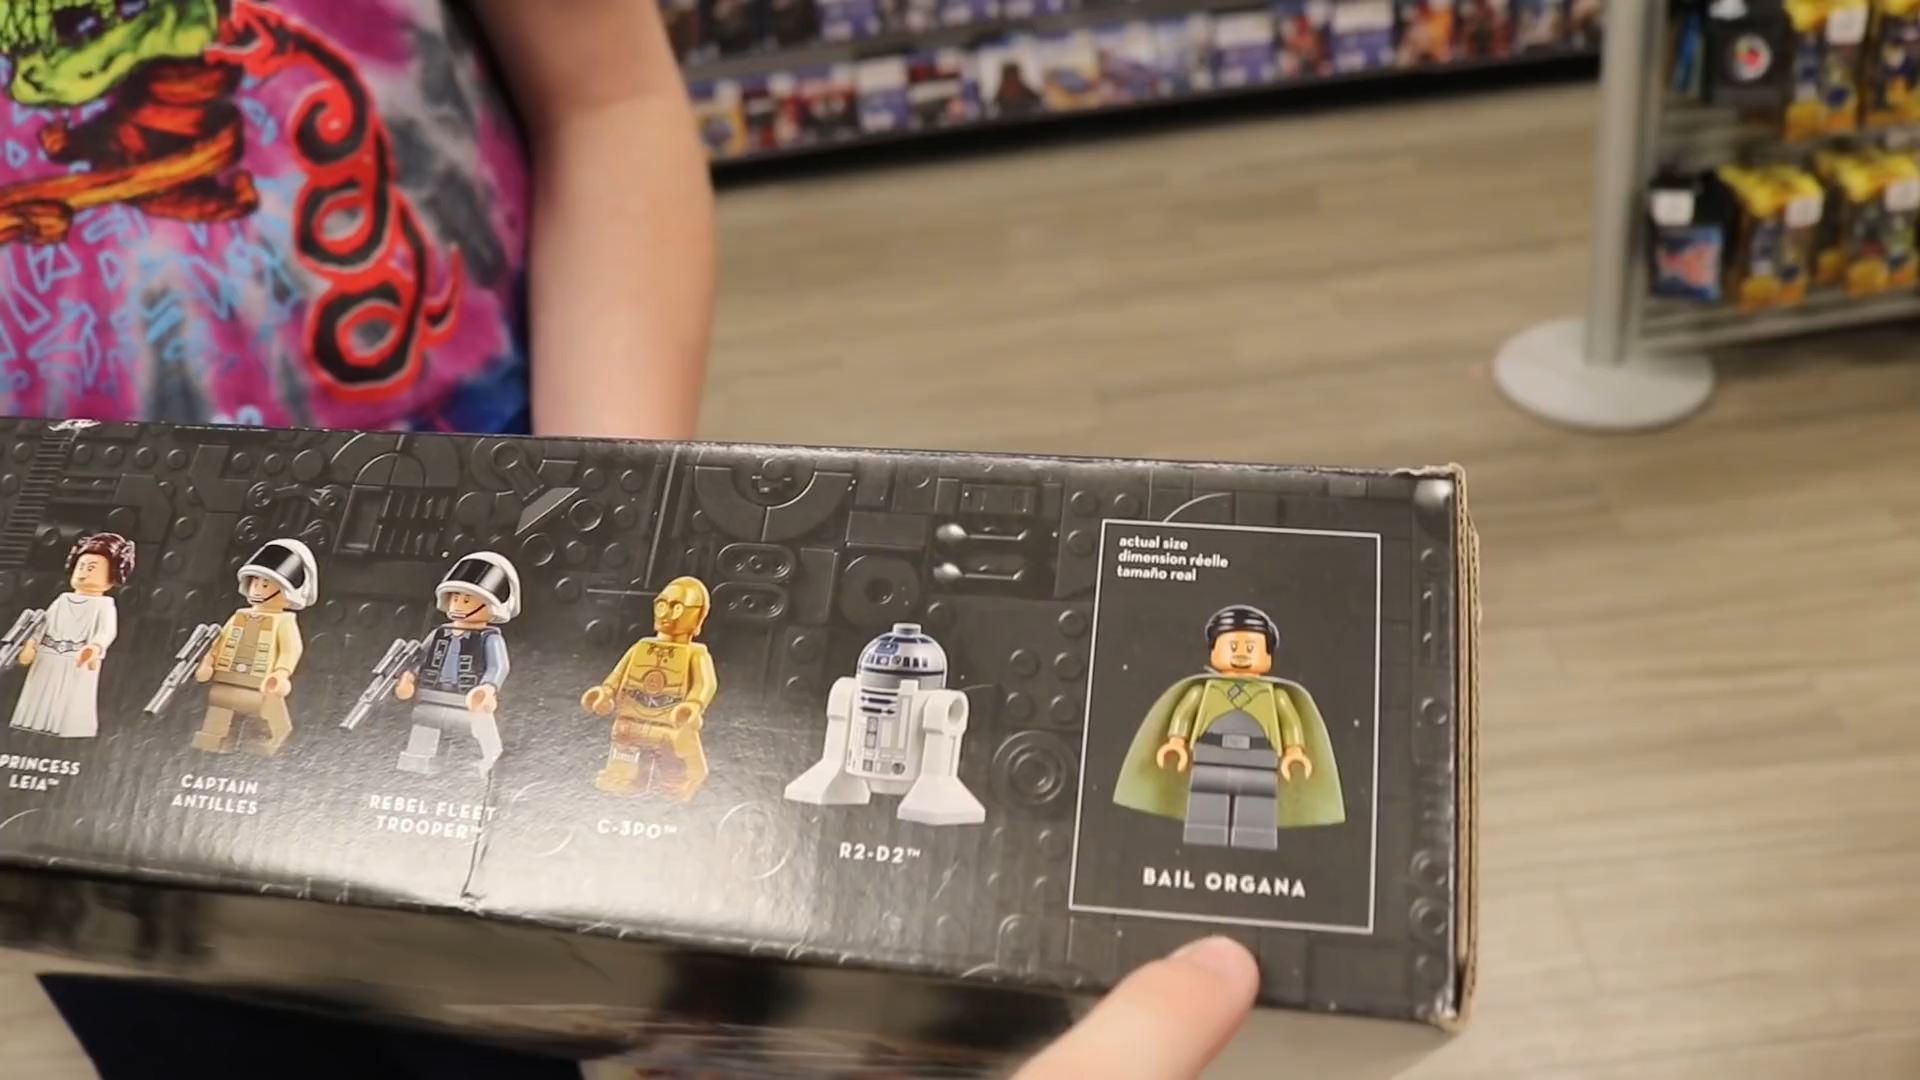 PRINCESS
LEIA™
CAPTAIN
ANTILLES
REBEL FLEET
TROOPER™
C-3PO™
R2-D2™
actual size
dimension réelle
tamaño real
BAIL ORGANA